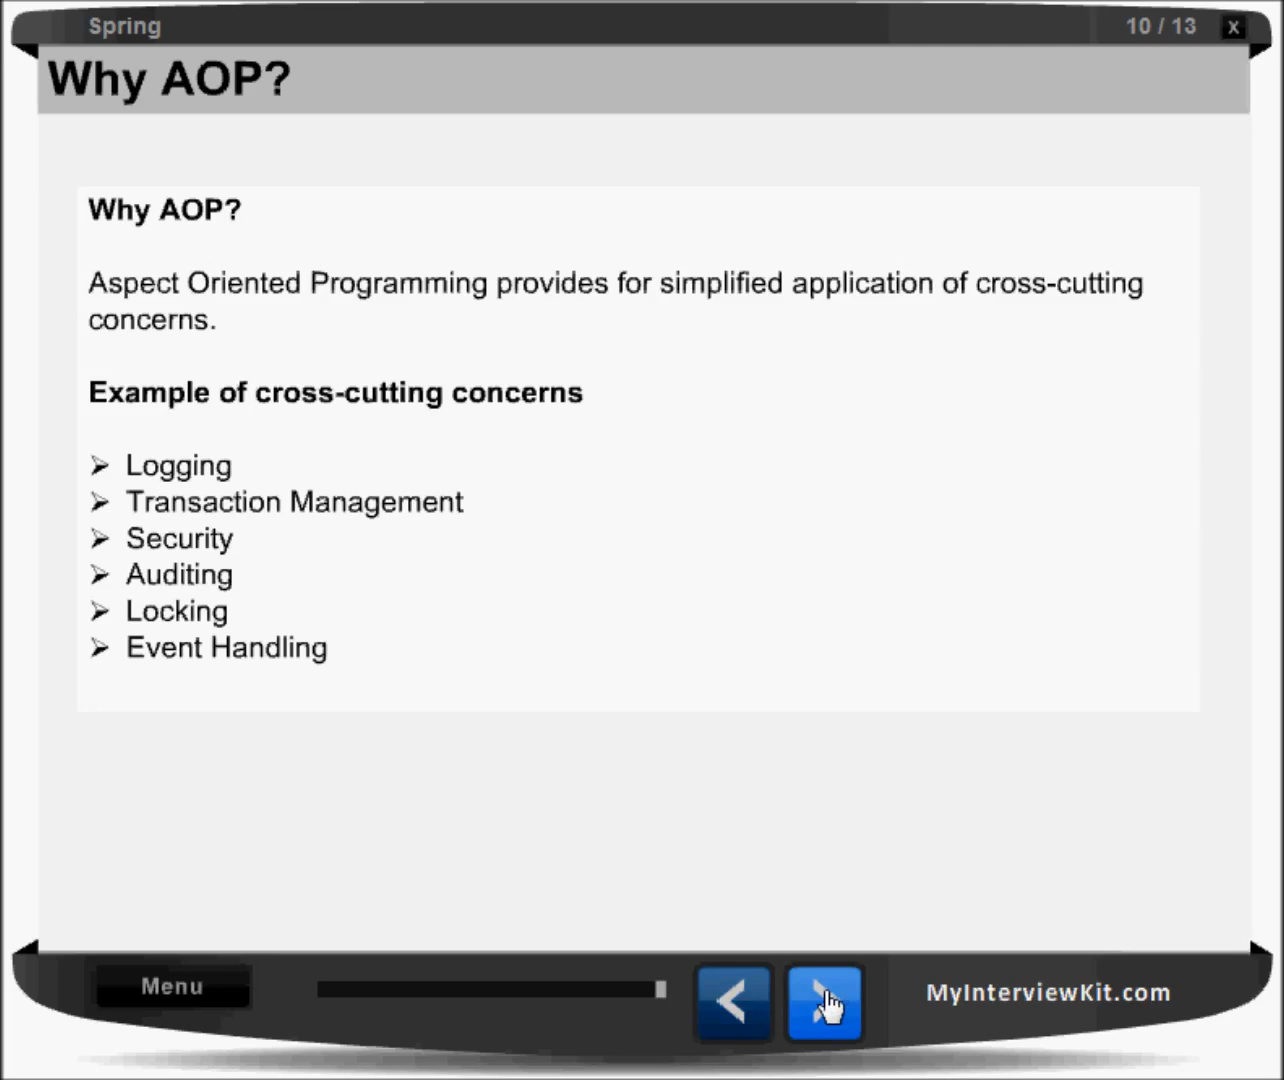 Spring
10 / 13
x
Why AOP?
Why AOP?
Aspect Oriented Programming provides for simplified application of cross-cutting
concerns.
Example of cross-cutting concerns
➢ Logging
➢ Transaction Management
➢ Security
➢ Auditing
➢ Locking
➢ Event Handling
Menu
MyInterviewKit.com